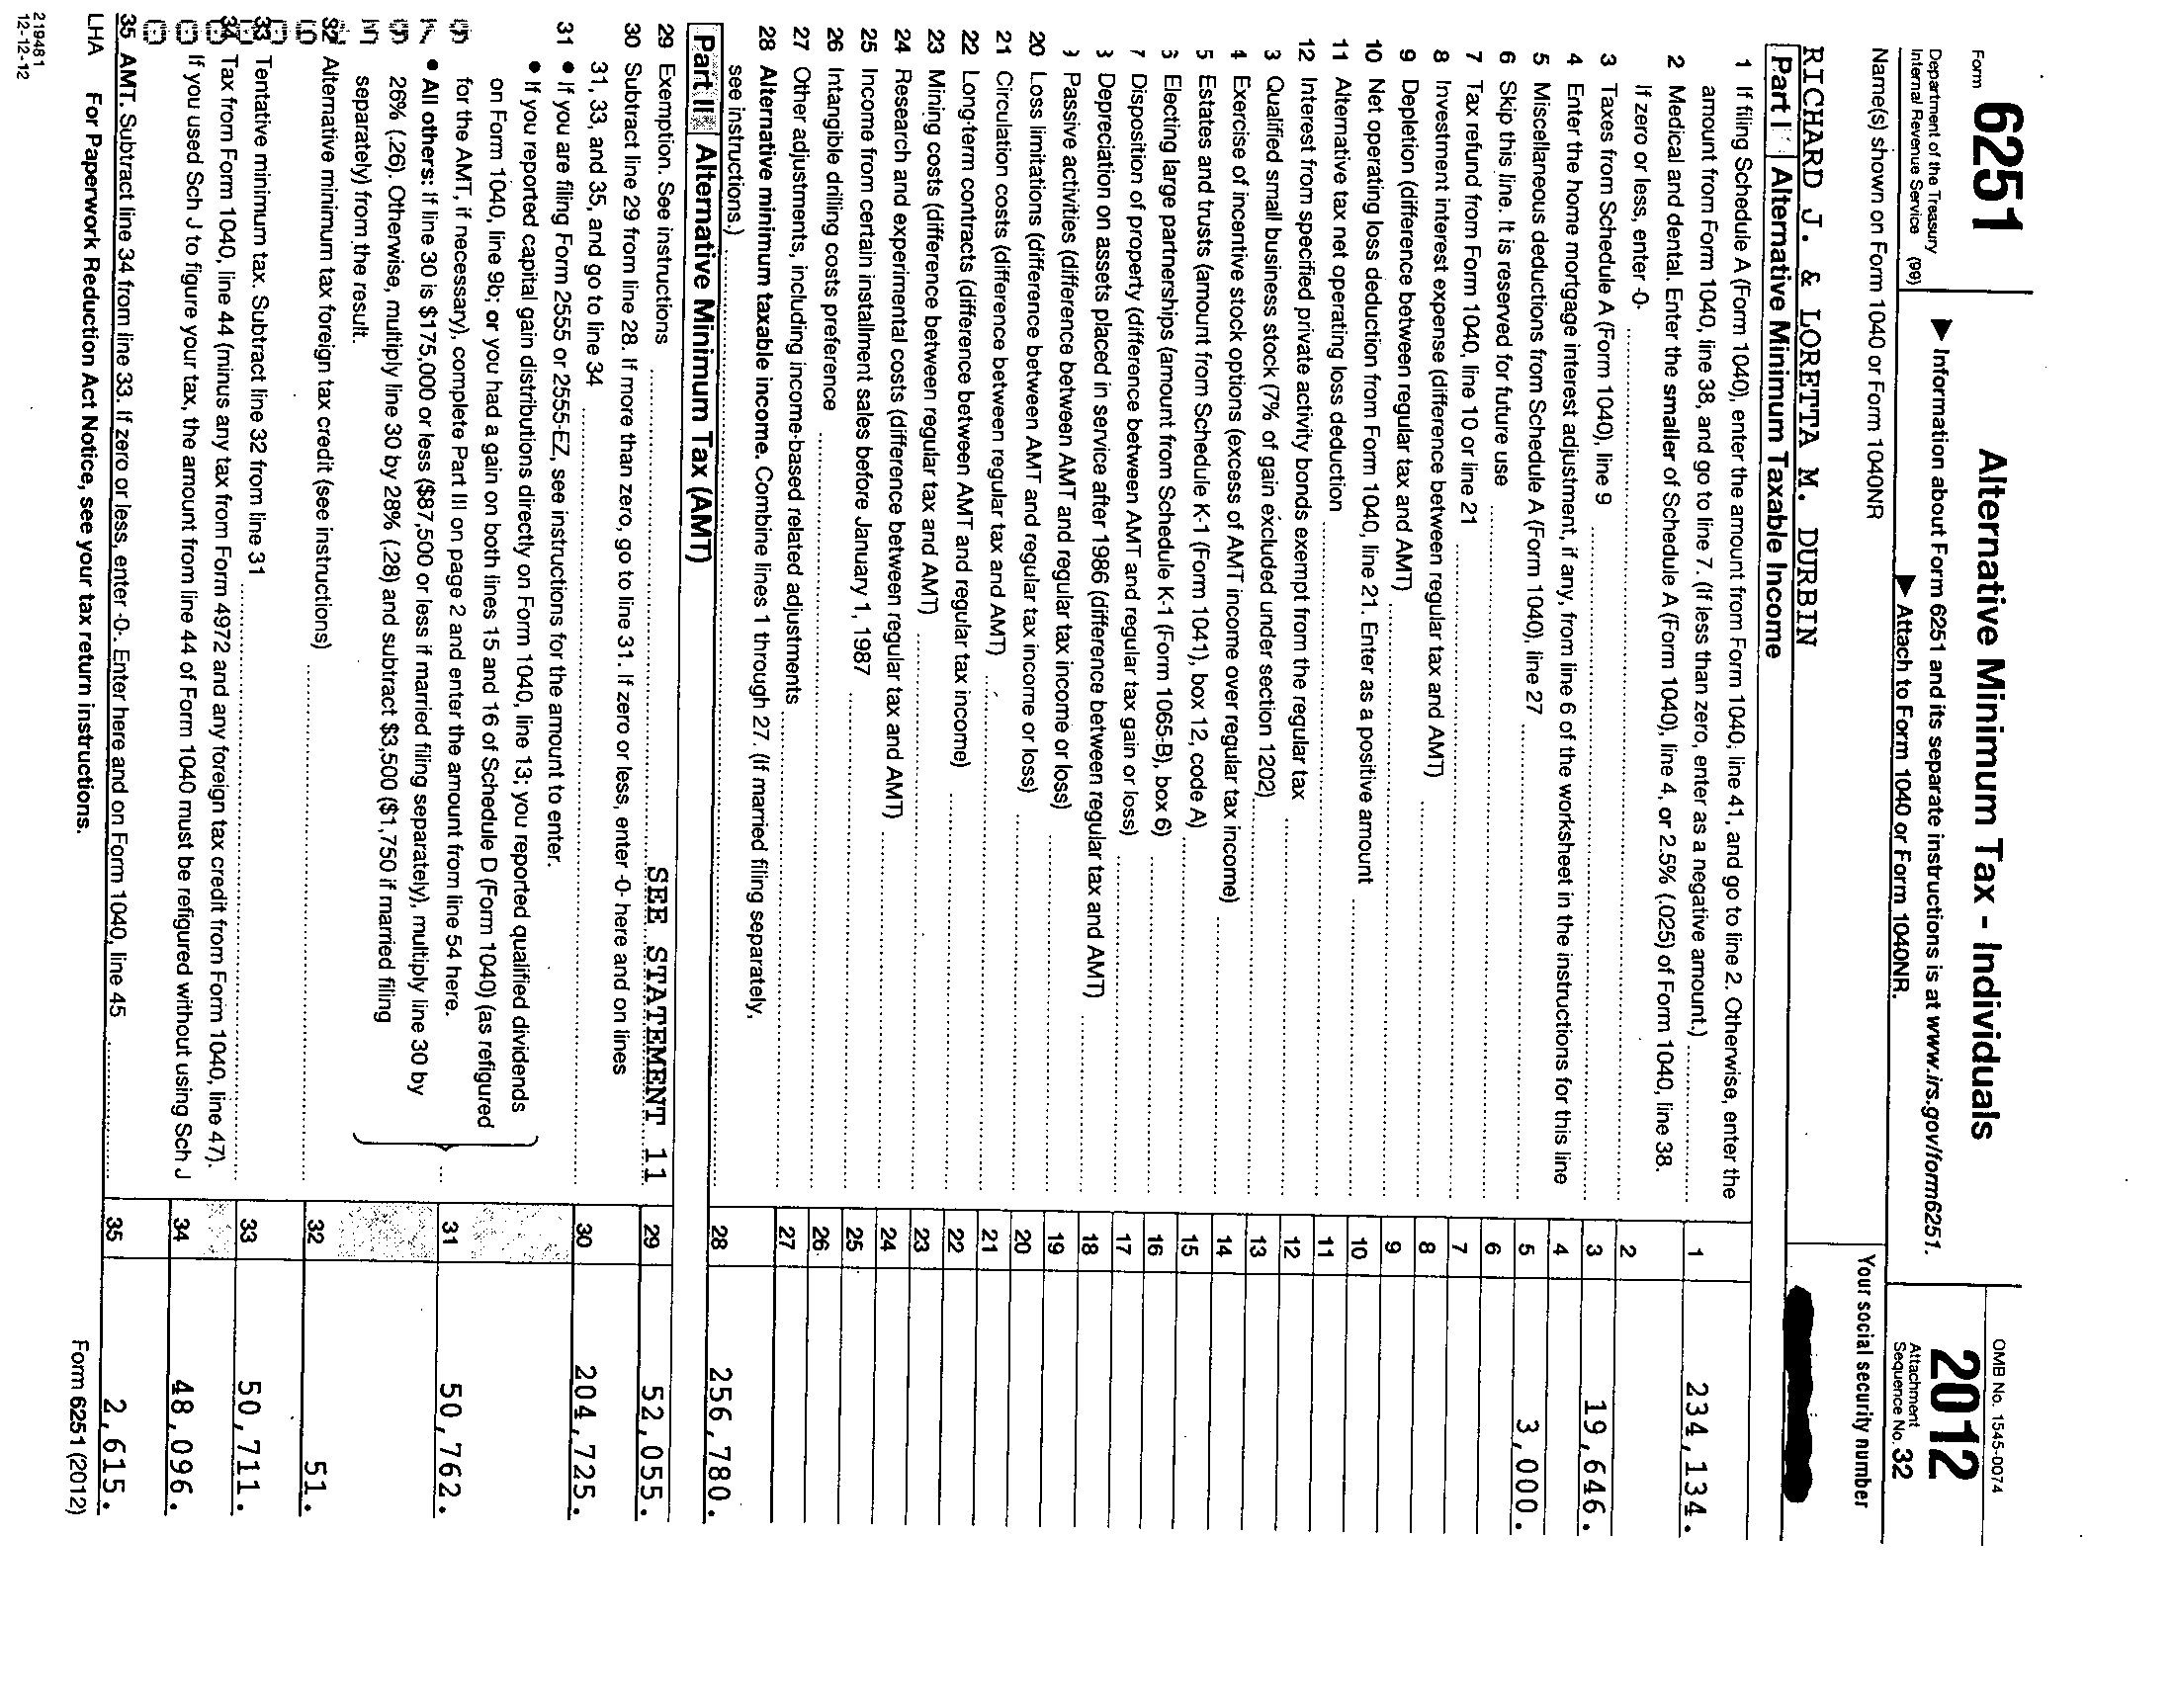 Form 6251
Department of the Treasury
Internal Revenue Service (99)
Alternative Minimum Tax - Individuals
▶ Information about Form 6251 and its separate instructions is at www.irs.gov/form6251.
▶ Attach to Form 1040 or Form 1040NR.
OMB No. 1545-0074
2012
Attachment
Sequence No. 32
Name(s) shown on Form 1040 or Form 1040NR
Your social security number
RICHARD J. & LORETTA M. DURBIN
Part I Alternative Minimum Taxable Income
1 If filing Schedule A (Form 1040), enter the amount from Form 1040, line 41, and go to line 2. Otherwise, enter the
amount from Form 1040, line 38, and go to line 7. (If less than zero, enter as a negative amount.) 1 234,134.
2 Medical and dental. Enter the smaller of Schedule A (Form 1040), line 4, or 2.5% (.025) of Form 1040, line 38.
If zero or less, enter -0- 2
3 Taxes from Schedule A (Form 1040), line 9 3 19,646.
4 Enter the home mortgage interest adjustment, if any, from line 6 of the worksheet in the instructions for this line 4
5 Miscellaneous deductions from Schedule A (Form 1040), line 27 5 3,000.
6 Skip this line. It is reserved for future use 6
7 Tax refund from Form 1040, line 10 or line 21 7
8 Investment interest expense (difference between regular tax and AMT) 8
9 Depletion (difference between regular tax and AMT) 9
10 Net operating loss deduction from Form 1040, line 21. Enter as a positive amount 10
11 Alternative tax net operating loss deduction 11
12 Interest from specified private activity bonds exempt from the regular tax 12
3 Qualified small business stock (7% of gain excluded under section 1202) 13
4 Exercise of incentive stock options (excess of AMT income over regular tax income) 14
5 Estates and trusts (amount from Schedule K-1 (Form 1041), box 12, code A) 15
Electing large partnerships (amount from Schedule K-1 (Form 1065-B), box 6) 16
7 Disposition of property (difference between AMT and regular tax gain or loss) 17
Depreciation on assets placed in service after 1986 (difference between regular tax and AMT) 18
Passive activities (difference between AMT and regular tax income or loss) 19
20 Loss limitations (difference between AMT and regular tax income or loss) 20
21 Circulation costs (difference between regular tax and AMT) 21
22 Long-term contracts (difference between AMT and regular tax income) 22
23 Mining costs (difference between regular tax and AMT) 23
24 Research and experimental costs (difference between regular tax and AMT) 24
25 Income from certain installment sales before January 1, 1987 25
26 Intangible drilling costs preference 26
27 Other adjustments, including income-based related adjustments 27
28 Alternative minimum taxable income. Combine lines 1 through 27. (If married filing separately,
see instructions.) 28 256,780.
Part II Alternative Minimum Tax (AMT)
29 Exemption. See instructions SEE STATEMENT 11 29 52,055.
30 Subtract line 29 from line 28. If more than zero, go to line 31. If zero or less, enter -0- here and on lines
31, 33, and 35, and go to line 34 30 204,725.
31 ● If you are filing Form 2555 or 2555-EZ, see instructions for the amount to enter.
● If you reported capital gain distributions directly on Form 1040, line 13; you reported qualified dividends
on Form 1040, line 9b; or you had a gain on both lines 15 and 16 of Schedule D (Form 1040) (as refigured
for the AMT, if necessary), complete Part III on page 2 and enter the amount from line 54 here. 31 50,762.
● All others: If line 30 is $175,000 or less ($87,500 or less if married filing separately), multiply line 30 by
26% (.26). Otherwise, multiply line 30 by 28% (.28) and subtract $3,500 ($1,750 if married filing
separately) from the result.
32 Alternative minimum tax foreign tax credit (see instructions) 32 51.
33 Tentative minimum tax. Subtract line 32 from line 31 33 50,711.
34 Tax from Form 1040, line 44 (minus any tax from Form 4972 and any foreign tax credit from Form 1040, line 47).
If you used Sch J to figure your tax, the amount from line 44 of Form 1040 must be refigured without using Sch J 34 48,096.
35 AMT. Subtract line 34 from line 33. If zero or less, enter -0-. Enter here and on Form 1040, line 45 35 2,615.
LHA For Paperwork Reduction Act Notice, see your tax return instructions. Form 6251 (2012)
219481
12-12-12